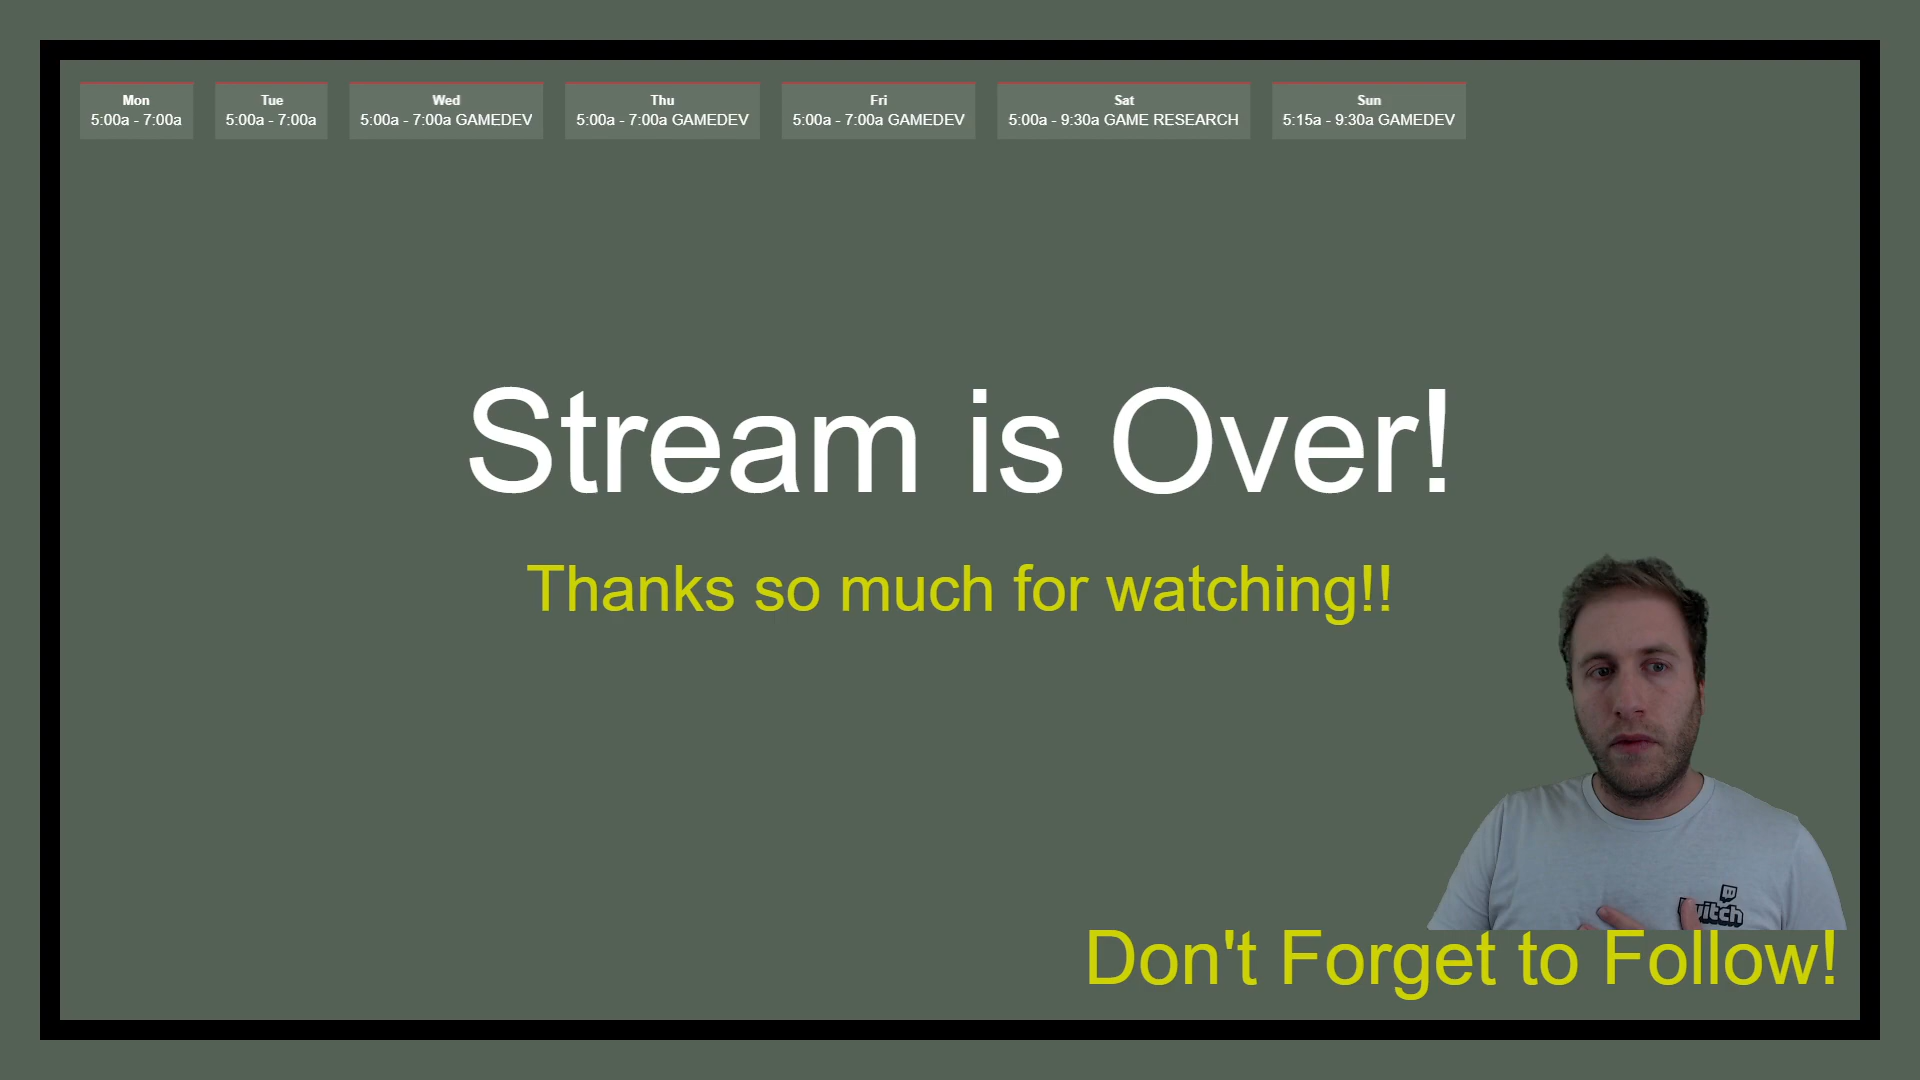 Mon
5:00a - 7:00a
Tue
5:00a - 7:00a
Wed
5:00a - 7:00a GAMEDEV
Thu
5:00a - 7:00a GAMEDEV
Fri
5:00a - 7:00a GAMEDEV
Sat
5:00a - 9:30a GAME RESEARCH
Sun
5:15a - 9:30a GAMEDEV
Stream is Over!
Thanks so much for watching!!
twitch
Don't Forget to Follow!